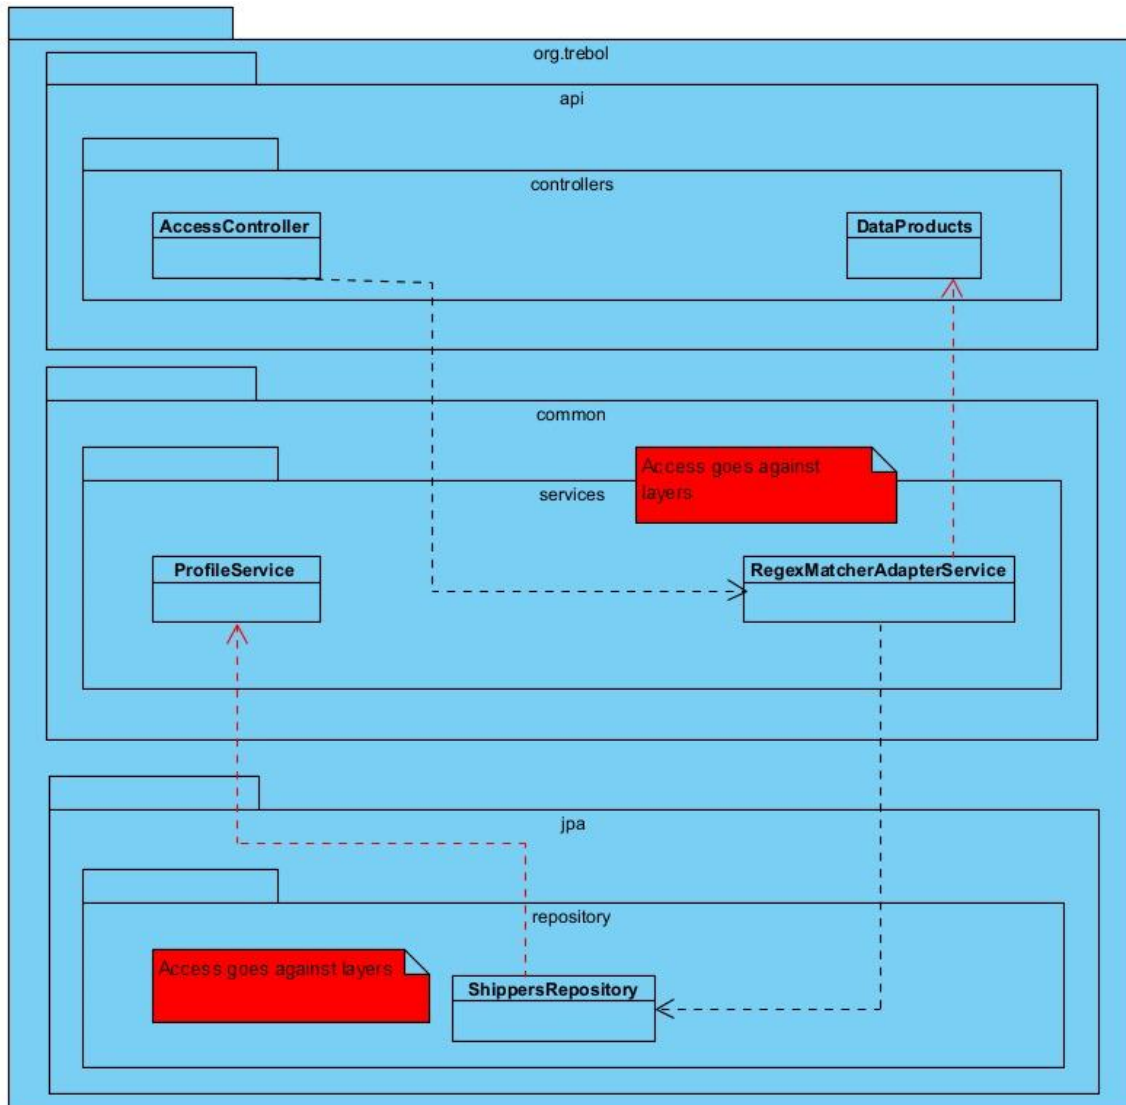 org.trebol
api
controllers
AccessController
DataProducts
common
Access goes against
layers
services
ProfileService
RegexMatcherAdapterService
jpa
repository
Access goes against layers
ShippersRepository